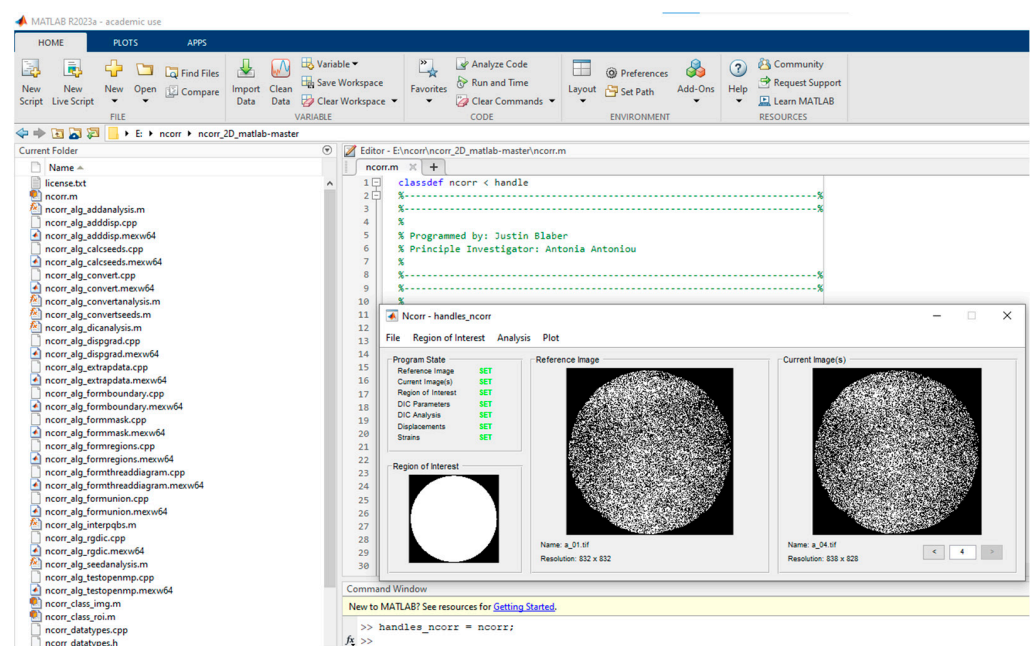 MATLAB R2023a - academic use
HOME PLOTS APPS
New Script
New Live Script
New
Open
Find Files
Compare
FILE
Import Data
Clean Data
Variable
Save Workspace
Clear Workspace
VARIABLE
Favorites
Analyze Code
Run and Time
Clear Commands
CODE
Layout
Preferences
Set Path
Add-Ons
ENVIRONMENT
Help
Community
Request Support
Learn MATLAB
RESOURCES
E: ncorr ncorr_2D_matlab-master
Current Folder
Name
license.txt
ncorr.m
ncorr_alg_addanalysis.m
ncorr_alg_adddisp.cpp
ncorr_alg_adddisp.mexw64
ncorr_alg_calcseeds.cpp
ncorr_alg_calcseeds.mexw64
ncorr_alg_convert.cpp
ncorr_alg_convert.mexw64
ncorr_alg_convertanalysis.m
ncorr_alg_convertseeds.m
ncorr_alg_dicanalysis.m
ncorr_alg_dispgrad.cpp
ncorr_alg_dispgrad.mexw64
ncorr_alg_extrapdata.cpp
ncorr_alg_extrapdata.mexw64
ncorr_alg_formboundary.cpp
ncorr_alg_formboundary.mexw64
ncorr_alg_formmask.cpp
ncorr_alg_formmask.mexw64
ncorr_alg_formregions.cpp
ncorr_alg_formregions.mexw64
ncorr_alg_formthreaddiagram.cpp
ncorr_alg_formthreaddiagram.mexw64
ncorr_alg_formunion.cpp
ncorr_alg_formunion.mexw64
ncorr_alg_interpqbs.m
ncorr_alg_rgdic.cpp
ncorr_alg_rgdic.mexw64
ncorr_alg_seedanalysis.m
ncorr_alg_testopenmp.cpp
ncorr_alg_testopenmp.mexw64
ncorr_class_img.m
ncorr_class_roi.m
ncorr_datatypes.cpp
ncorr_datatypes.h
Editor - E:\ncorr\ncorr_2D_matlab-master\ncorr.m
ncorr.m
1 classdef ncorr < handle
2 %----------------------------------------------------------------------------------%
3 %----------------------------------------------------------------------------------%
4 %
5 % Programmed by: Justin Blaber
6 % Principle Investigator: Antonia Antoniou
7 %
8 %----------------------------------------------------------------------------------%
9 %----------------------------------------------------------------------------------%
10 %
11
12
13
14
15
16
17
18
19
20
21
22
23
24
25
26
27
28
29
30
Ncorr - handles_ncorr
File Region of Interest Analysis Plot
Program State
Reference Image SET
Current Image(s) SET
Region of Interest SET
DIC Parameters SET
DIC Analysis SET
Displacements SET
Strains SET
Region of Interest
Reference Image
Name: a_01.tif
Resolution: 832 x 832
Current Image(s)
Name: a_04.tif
Resolution: 838 x 828
< 4 >
Command Window
New to MATLAB? See resources for Getting Started.
>> handles_ncorr = ncorr;
fx >>